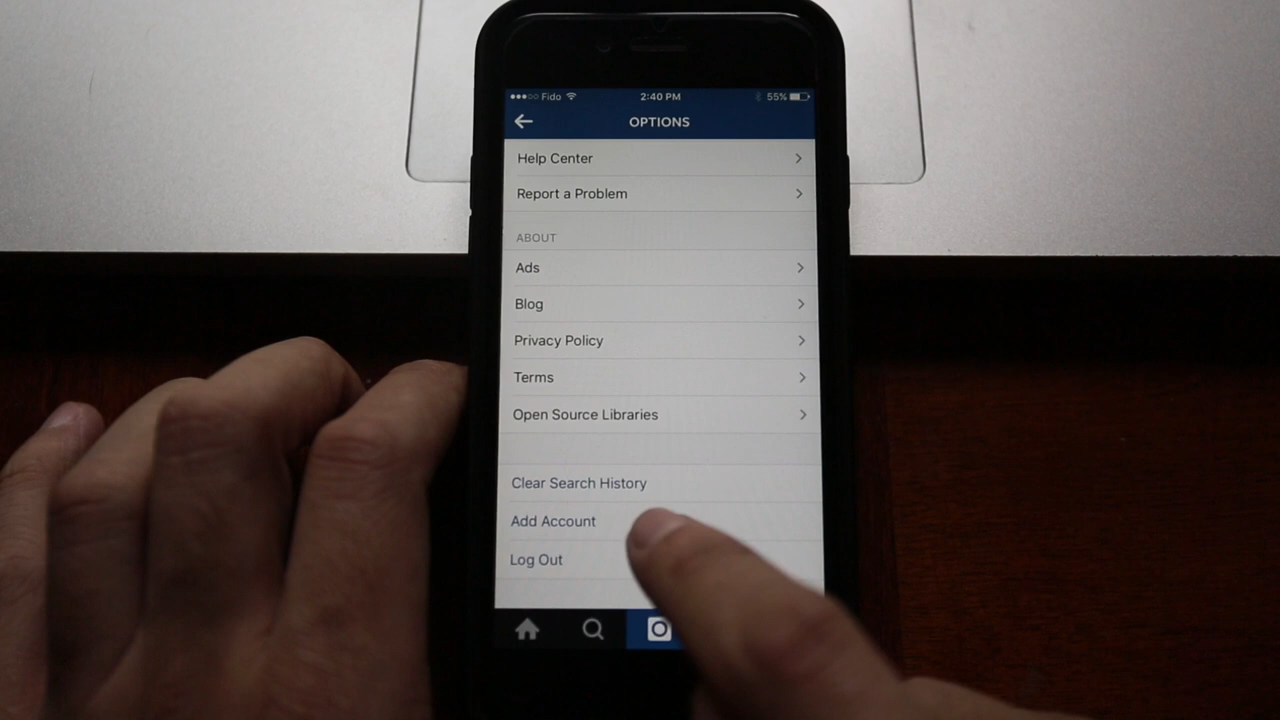 Fido 2:40 PM 55%
OPTIONS
Help Center
Report a Problem
ABOUT
Ads
Blog
Privacy Policy
Terms
Open Source Libraries
Clear Search History
Add Account
Log Out